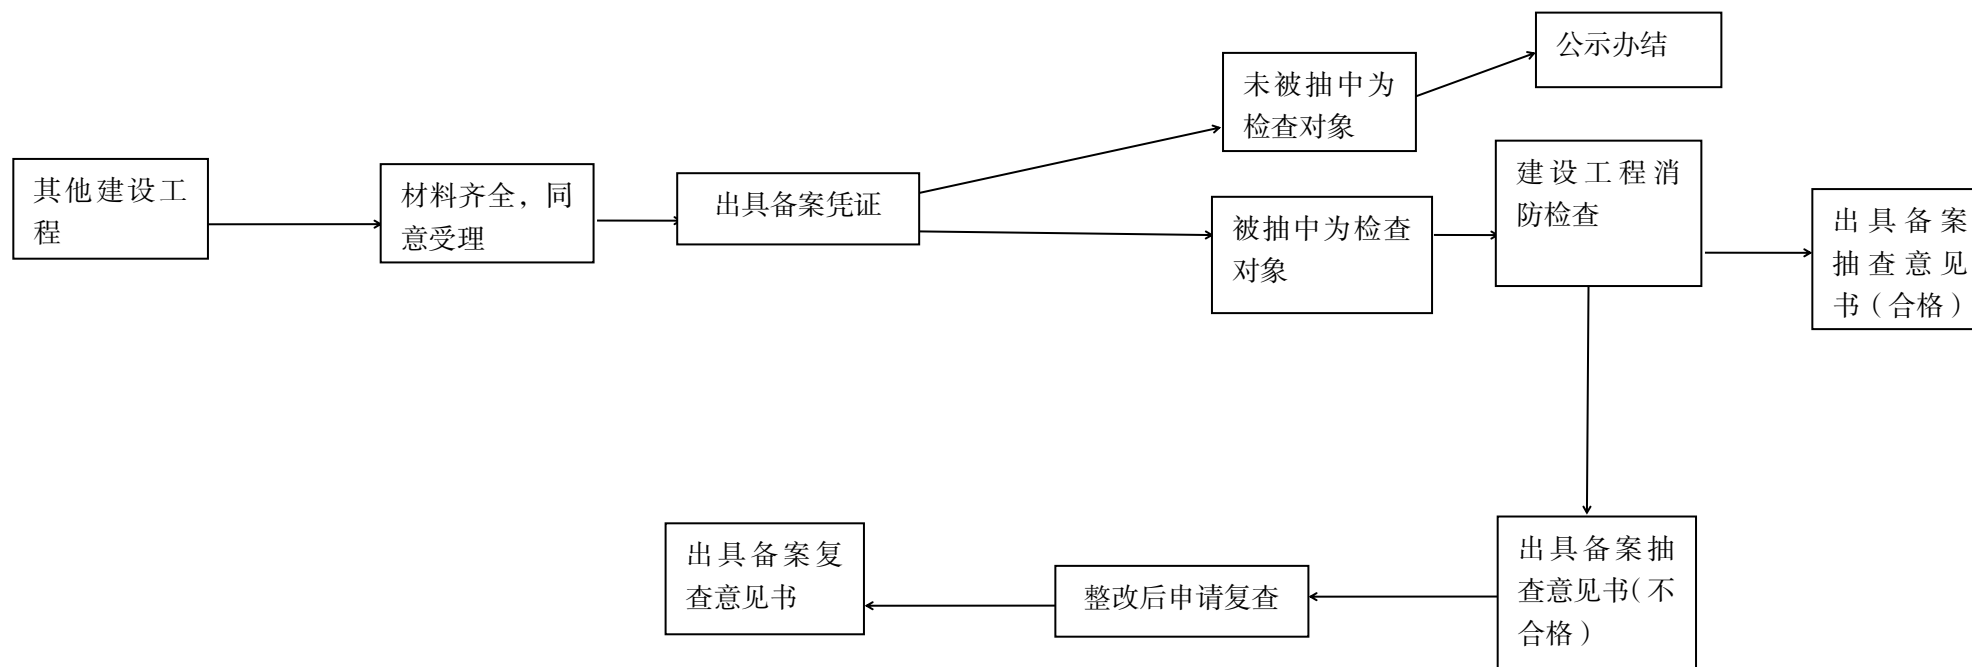 公示办结
未被抽中为
检查对象
其他建设工
程
材料齐全，同
意受理
出具备案凭证
被抽中为检查
对象
建设工程消
防检查
出具备案
抽查意见
书（合格）
出具备案复
查意见书
整改后申请复查
出具备案抽
查意见书（不
合格）